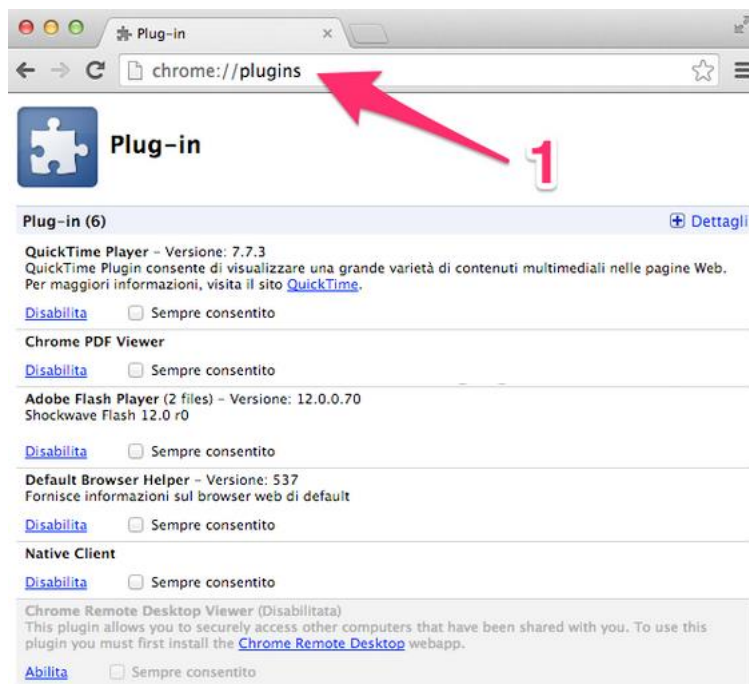 Plug-in
chrome://plugins
1
Plug-in
Plug-in (6) Dettagli
QuickTime Player - Versione: 7.7.3
QuickTime Plugin consente di visualizzare una grande varietà di contenuti multimediali nelle pagine Web.
Per maggiori informazioni, visita il sito QuickTime.
Disabilita Sempre consentito
Chrome PDF Viewer
Disabilita Sempre consentito
Adobe Flash Player (2 files) - Versione: 12.0.0.70
Shockwave Flash 12.0 r0
Disabilita Sempre consentito
Default Browser Helper - Versione: 537
Fornisce informazioni sul browser web di default
Disabilita Sempre consentito
Native Client
Disabilita Sempre consentito
Chrome Remote Desktop Viewer (Disabilitata)
This plugin allows you to securely access other computers that have been shared with you. To use this
plugin you must first install the Chrome Remote Desktop webapp.
Abilita Sempre consentito